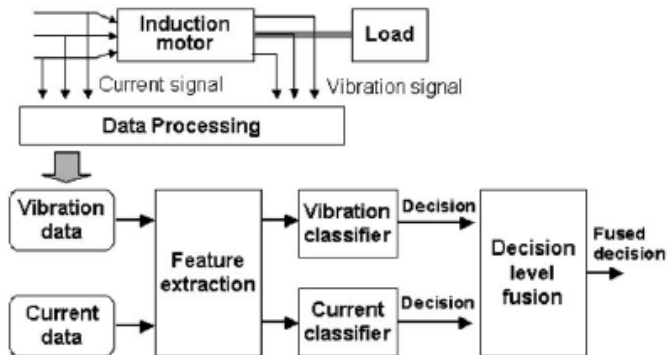 Induction
motor
Load
Current signal
Vibration signal
Data Processing
Vibration
data
Current
data
Feature
extraction
Vibration
classifier
Current
classifier
Decision
Decision
Decision
level
fusion
Fused
decision